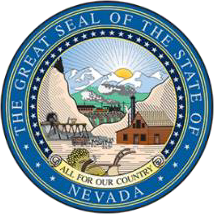 THE GREAT SEAL OF THE STATE OF
NEVADA
ALL FOR OUR COUNTRY